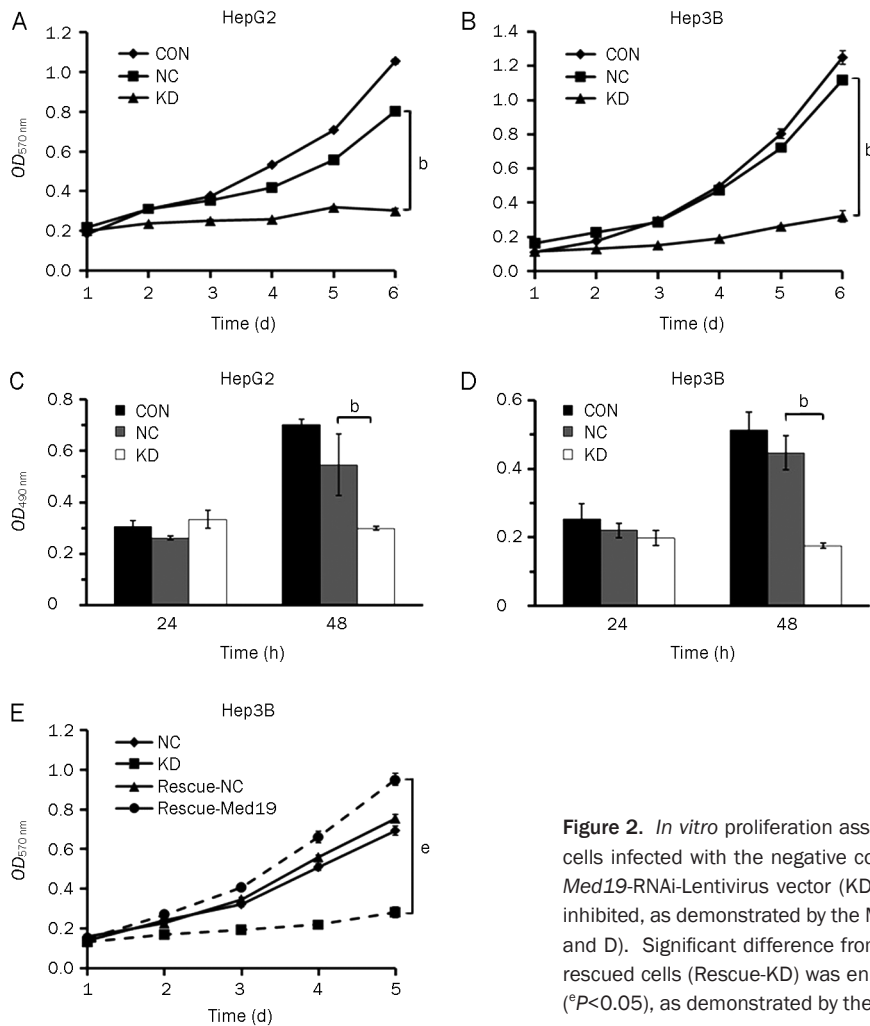 A
HepG2
CON
NC
KD
OD570 nm
1.2
1.0
0.8
0.6
0.4
0.2
0.0
b
1 2 3 4 5 6
Time (d)
B
Hep3B
CON
NC
KD
1.4
1.2
1.0
0.8
0.6
0.4
0.2
0.0
1 2 3 4 5 6
Time (d)
C
HepG2
CON
NC
KD
OD490 nm
0.8
0.7
0.4
0.3
0
b
24 48
Time (h)
D
Hep3B
CON
NC
KD
0.6
0.4
0.2
0
b
24 48
Time (h)
E
Hep3B
NC
KD
Rescue-NC
Rescue-Med19
OD570 nm
1.2
1.0
0.8
0.6
0.4
0.2
0.0
e
1 2 3 4 5
Time (d)
Figure 2. In vitro proliferation
cells infected with the negative
Med19-RNAi-Lentivirus vector (KD
inhibited, as demonstrated by the
and D). Significant difference from
rescued cells (Rescue-KD) was
(eP<0.05), as demonstrated by the